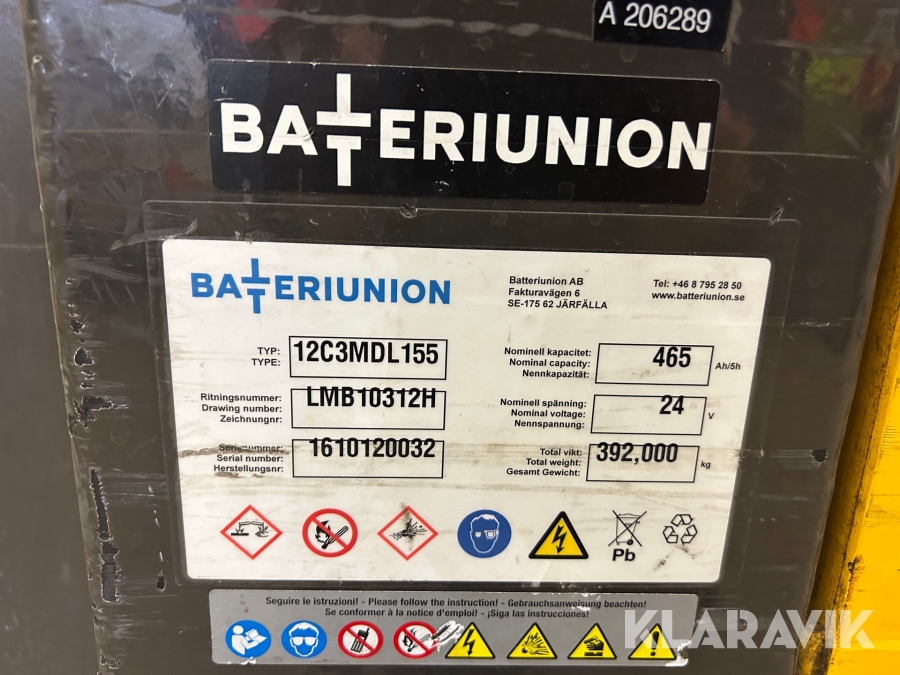 A 206289
BATTERIUNION
BATTERIUNION
Batteriunion AB
Fakturavägen 6
SE-175 62 JÄRFÄLLA
Tel: +46 8 795 28 50
www.batteriunion.se
TYP:
TYPE:
12C3MDL155
Nominell kapacitet:
Nominal capacity:
Nennkapazität:
465
Ah/5h
Ritningsnummer:
Drawing number:
Zeichnungnr:
LMB10312H
Nominell spänning:
Nominal voltage:
Nennspannung:
24
V
Serienummer:
Serial number:
Herstellungsnr:
1610120032
Total vikt:
Total weight:
Gesamt Gewicht:
392,000
kg
Pb
Seguire le istruzioni! - Please follow the instruction! - Gebrauchsanweisung beachten!
Se conformer à la notice d'emploi! - ¡Siga las instrucciones!
KLARAVIK